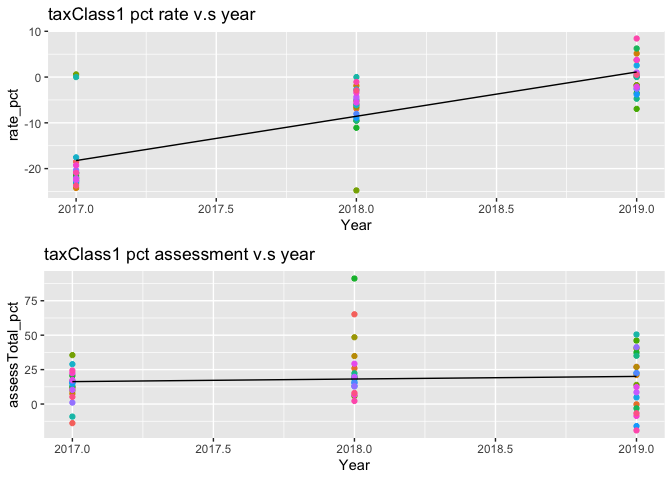 taxClass1 pct rate v.s year
10
0
-10
-20
rate_pct
2017.0 2017.5 2018.0 2018.5 2019.0
Year
taxClass1 pct assessment v.s year
75
50
25
0
assessTotal_pct
2017.0 2017.5 2018.0 2018.5 2019.0
Year